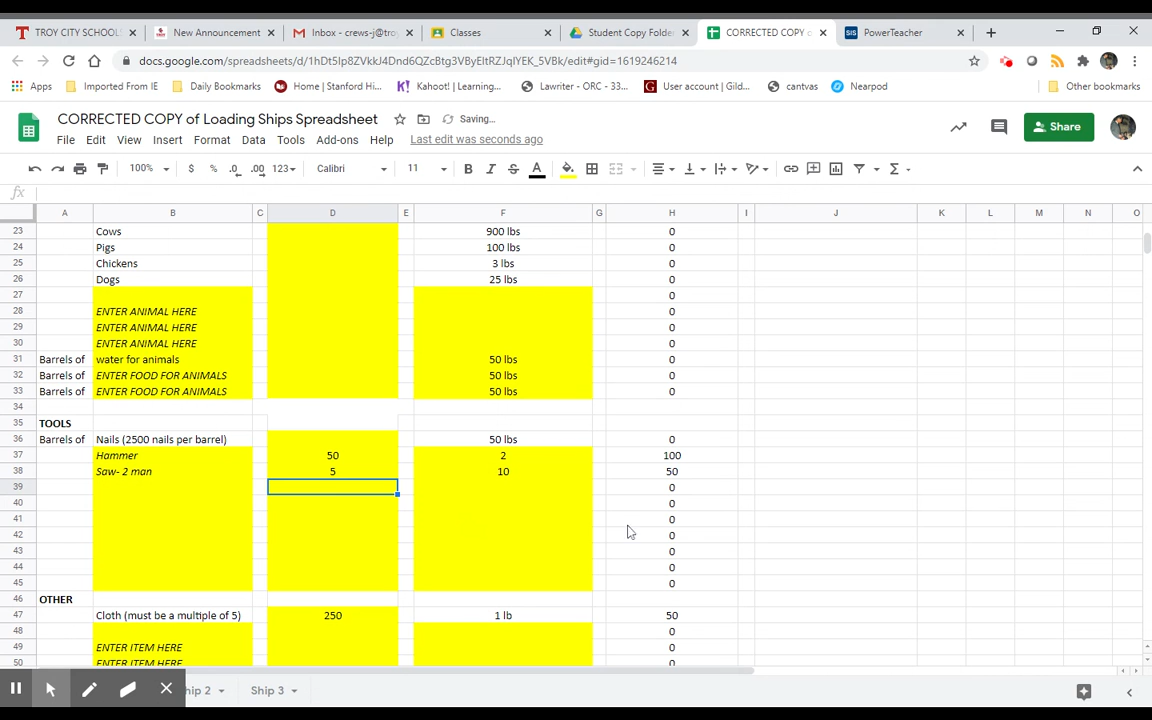 TROY CITY SCHOOL
New Announcement
Inbox - crews-j@tro
Classes
Student Copy Folde
CORRECTED COPY o
PowerTeacher
docs.google.com/spreadsheets/d/1hDt5Ip8ZVkkJ4Dnd6QZcBtg3VByEltRZJqlYEK_5VBk/edit#gid=1619246214
Apps Imported From IE Daily Bookmarks Home | Stanford Hi... Kahoot! | Learning... Lawriter - ORC - 33... User account | Gild... cantvas Nearpod Other bookmarks
CORRECTED COPY of Loading Ships Spreadsheet Saving...
File Edit View Insert Format Data Tools Add-ons Help Last edit was seconds ago
Share
100% $ % .0 .00 123 Calibri 11 B I S A
fx
A B C D E F G H I J K L M N O
23 Cows 900 lbs 0
24 Pigs 100 lbs 0
25 Chickens 3 lbs 0
26 Dogs 25 lbs 0
27 0
28 ENTER ANIMAL HERE 0
29 ENTER ANIMAL HERE 0
30 ENTER ANIMAL HERE 0
31 Barrels of water for animals 50 lbs 0
32 Barrels of ENTER FOOD FOR ANIMALS 50 lbs 0
33 Barrels of ENTER FOOD FOR ANIMALS 50 lbs 0
34
35 TOOLS
36 Barrels of Nails (2500 nails per barrel) 50 lbs 0
37 Hammer 50 2 100
38 Saw- 2 man 5 10 50
39 0
40 0
41 0
42 0
43 0
44 0
45 0
46 OTHER
47 Cloth (must be a multiple of 5) 250 1 lb 50
48 0
49 ENTER ITEM HERE 0
50 ENTER ITEM HERE 0
hip 2 Ship 3